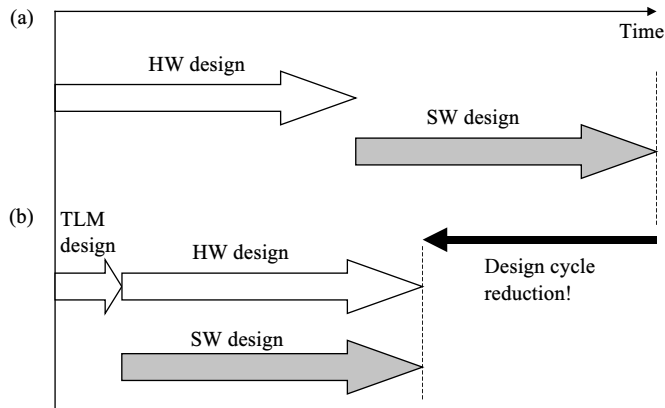 (a)
Time
HW design
SW design
(b)
TLM
design
HW design
Design cycle
reduction!
SW design